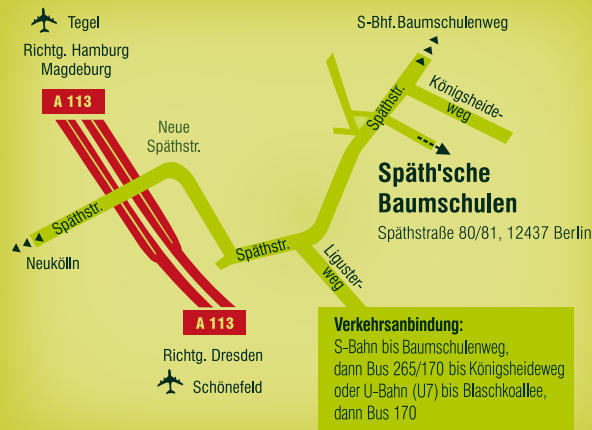 Tegel
Richtg. Hamburg
Magdeburg
A 113
Neue
Späthstr.
S-Bhf. Baumschulenweg
Späthstr.
Königsheide-
weg
Späth'sche
Baumschulen
Späthstraße 80/81, 12437 Berlin
Späthstr.
Neukölln
Späthstr.
Liguster-
weg
A 113
Richtg. Dresden
Schönefeld
Verkehrsanbindung:
S-Bahn bis Baumschulenweg,
dann Bus 265/170 bis Königsheideweg
oder U-Bahn (U7) bis Blaschkoallee,
dann Bus 170